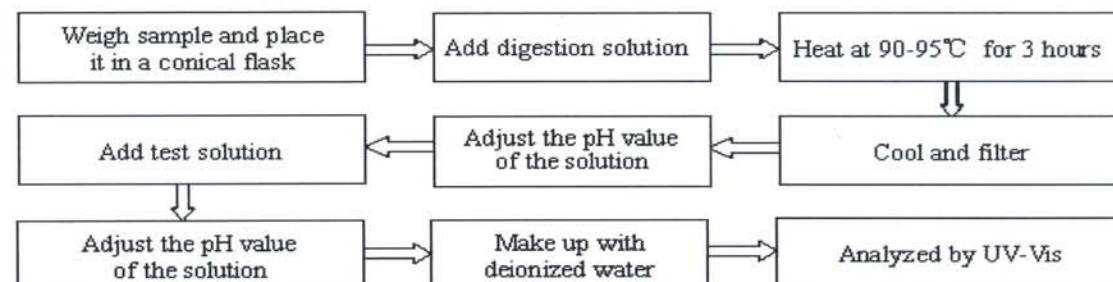 Weigh sample and place
it in a conical flask
Add digestion solution
Heat at 90-95℃ for 3 hours
Cool and filter
Adjust the pH value
of the solution
Add test solution
Adjust the pH value
of the solution
Make up with
deionized water
Analyzed by UV-Vis